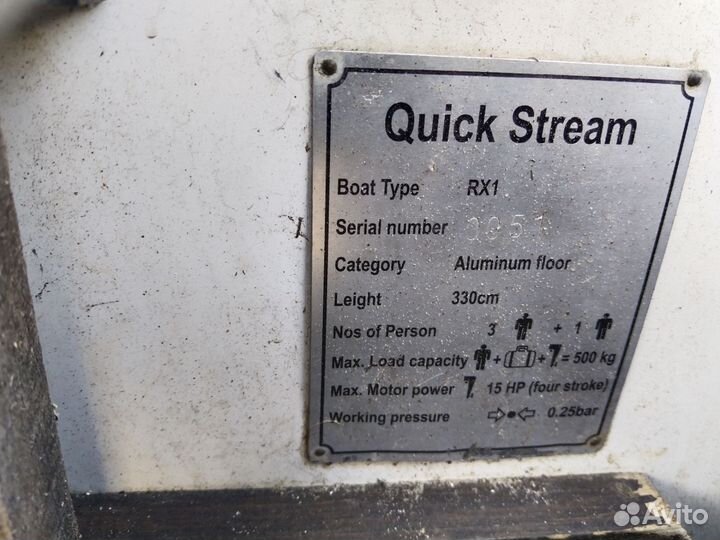 Quick Stream
Boat Type RX1
Serial number
Category Aluminum floor
Leight 330cm
Nos of Person 3 + 1
Max. Load capacity + + = 500 kg
Max. Motor power 15 HP (four stroke)
Working pressure 0.25bar
Avito